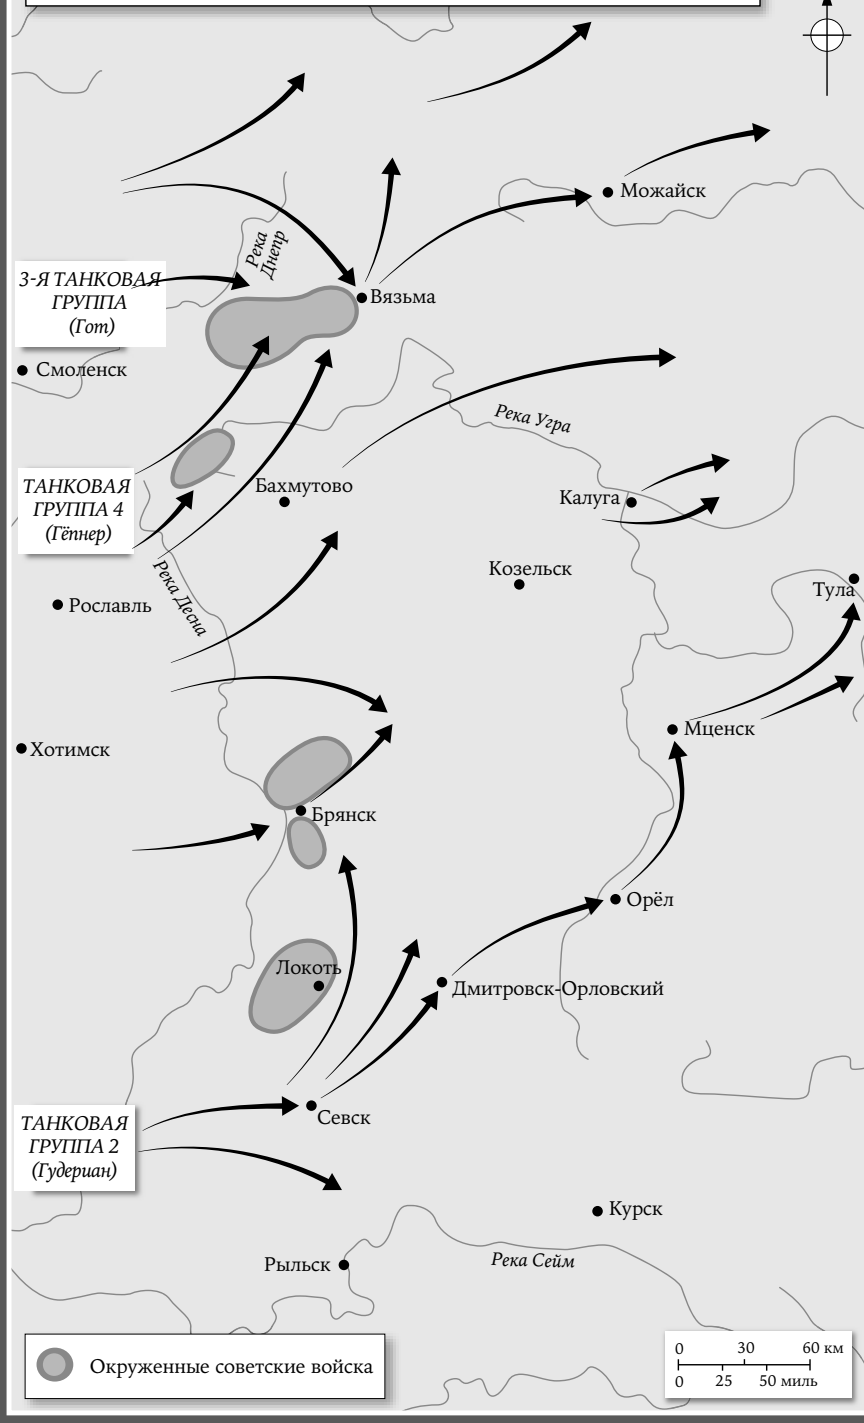 Можайск
Река
Днепр
3-Я ТАНКОВАЯ
ГРУППА
(Гот)
Вязьма
Смоленск
Река Угра
ТАНКОВАЯ
ГРУППА 4
(Гёпнер)
Бахмутово
Калуга
Козельск
Река Десна
Тула
Рославль
Мценск
Хотимск
Брянск
Орёл
Локоть
Дмитровск-Орловский
ТАНКОВАЯ
ГРУППА 2
(Гудериан)
Севск
Курск
Рыльск
Река Сейм
Окруженные советские войска
0 30 60 км
0 25 50 миль